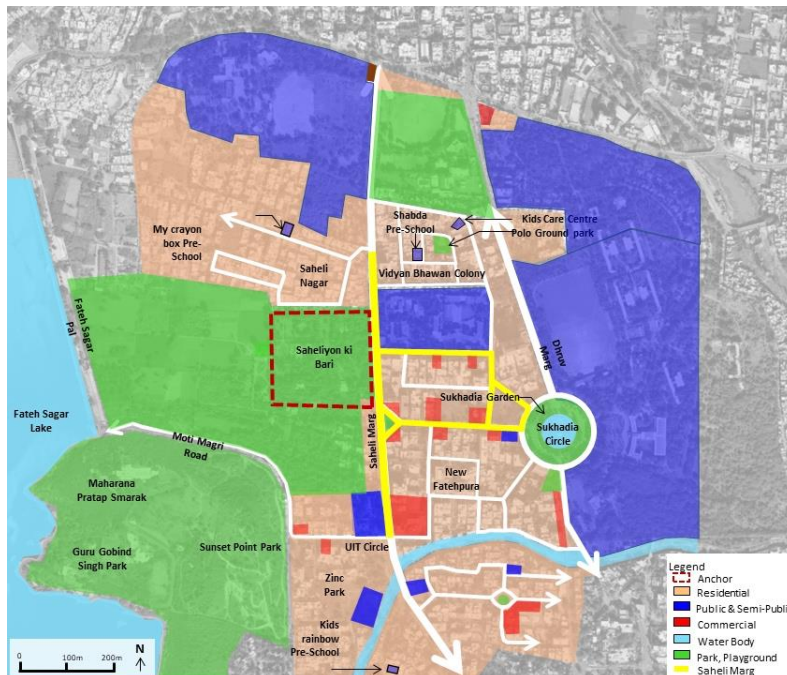 My crayon
box Pre-
School
Shabda
Pre-School
Kids Care Centre
Polo Ground park
Saheli
Nagar
Vidyan Bhawan Colony
Fateh Sagar
Pal
Saheliyon ki
Bari
Dhruv
Marg
Sukhadia Garden
Sukhadia
Circle
Fateh Sagar
Lake
Moti Magri
Road
Saheli Marg
Maharana
Pratap Smarak
New
Fatehpura
Guru Gobind
Singh Park
Sunset Point Park
UIT Circle
Zinc
Park
Kids
rainbow
Pre-School
Legend
Anchor
Residential
Public & Semi-Publi
Commercial
Water Body
Park, Playground
Saheli Marg
0 100m 200m
N